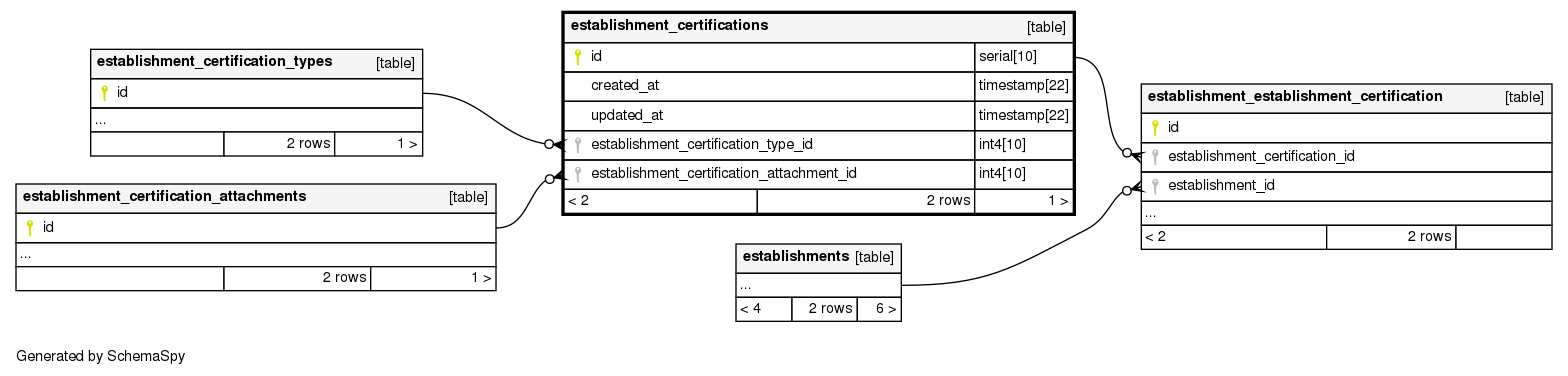 establishment_certification_types [table]
id
...
2 rows 1 >
establishment_certification_attachments [table]
id
...
2 rows 1 >
establishment_certifications [table]
id serial[10]
created_at timestamp[22]
updated_at timestamp[22]
establishment_certification_type_id int4[10]
establishment_certification_attachment_id int4[10]
< 2 2 rows 1 >
establishments [table]
...
< 4 2 rows 6 >
establishment_establishment_certification [table]
id
establishment_certification_id
establishment_id
...
< 2 2 rows
Generated by SchemaSpy